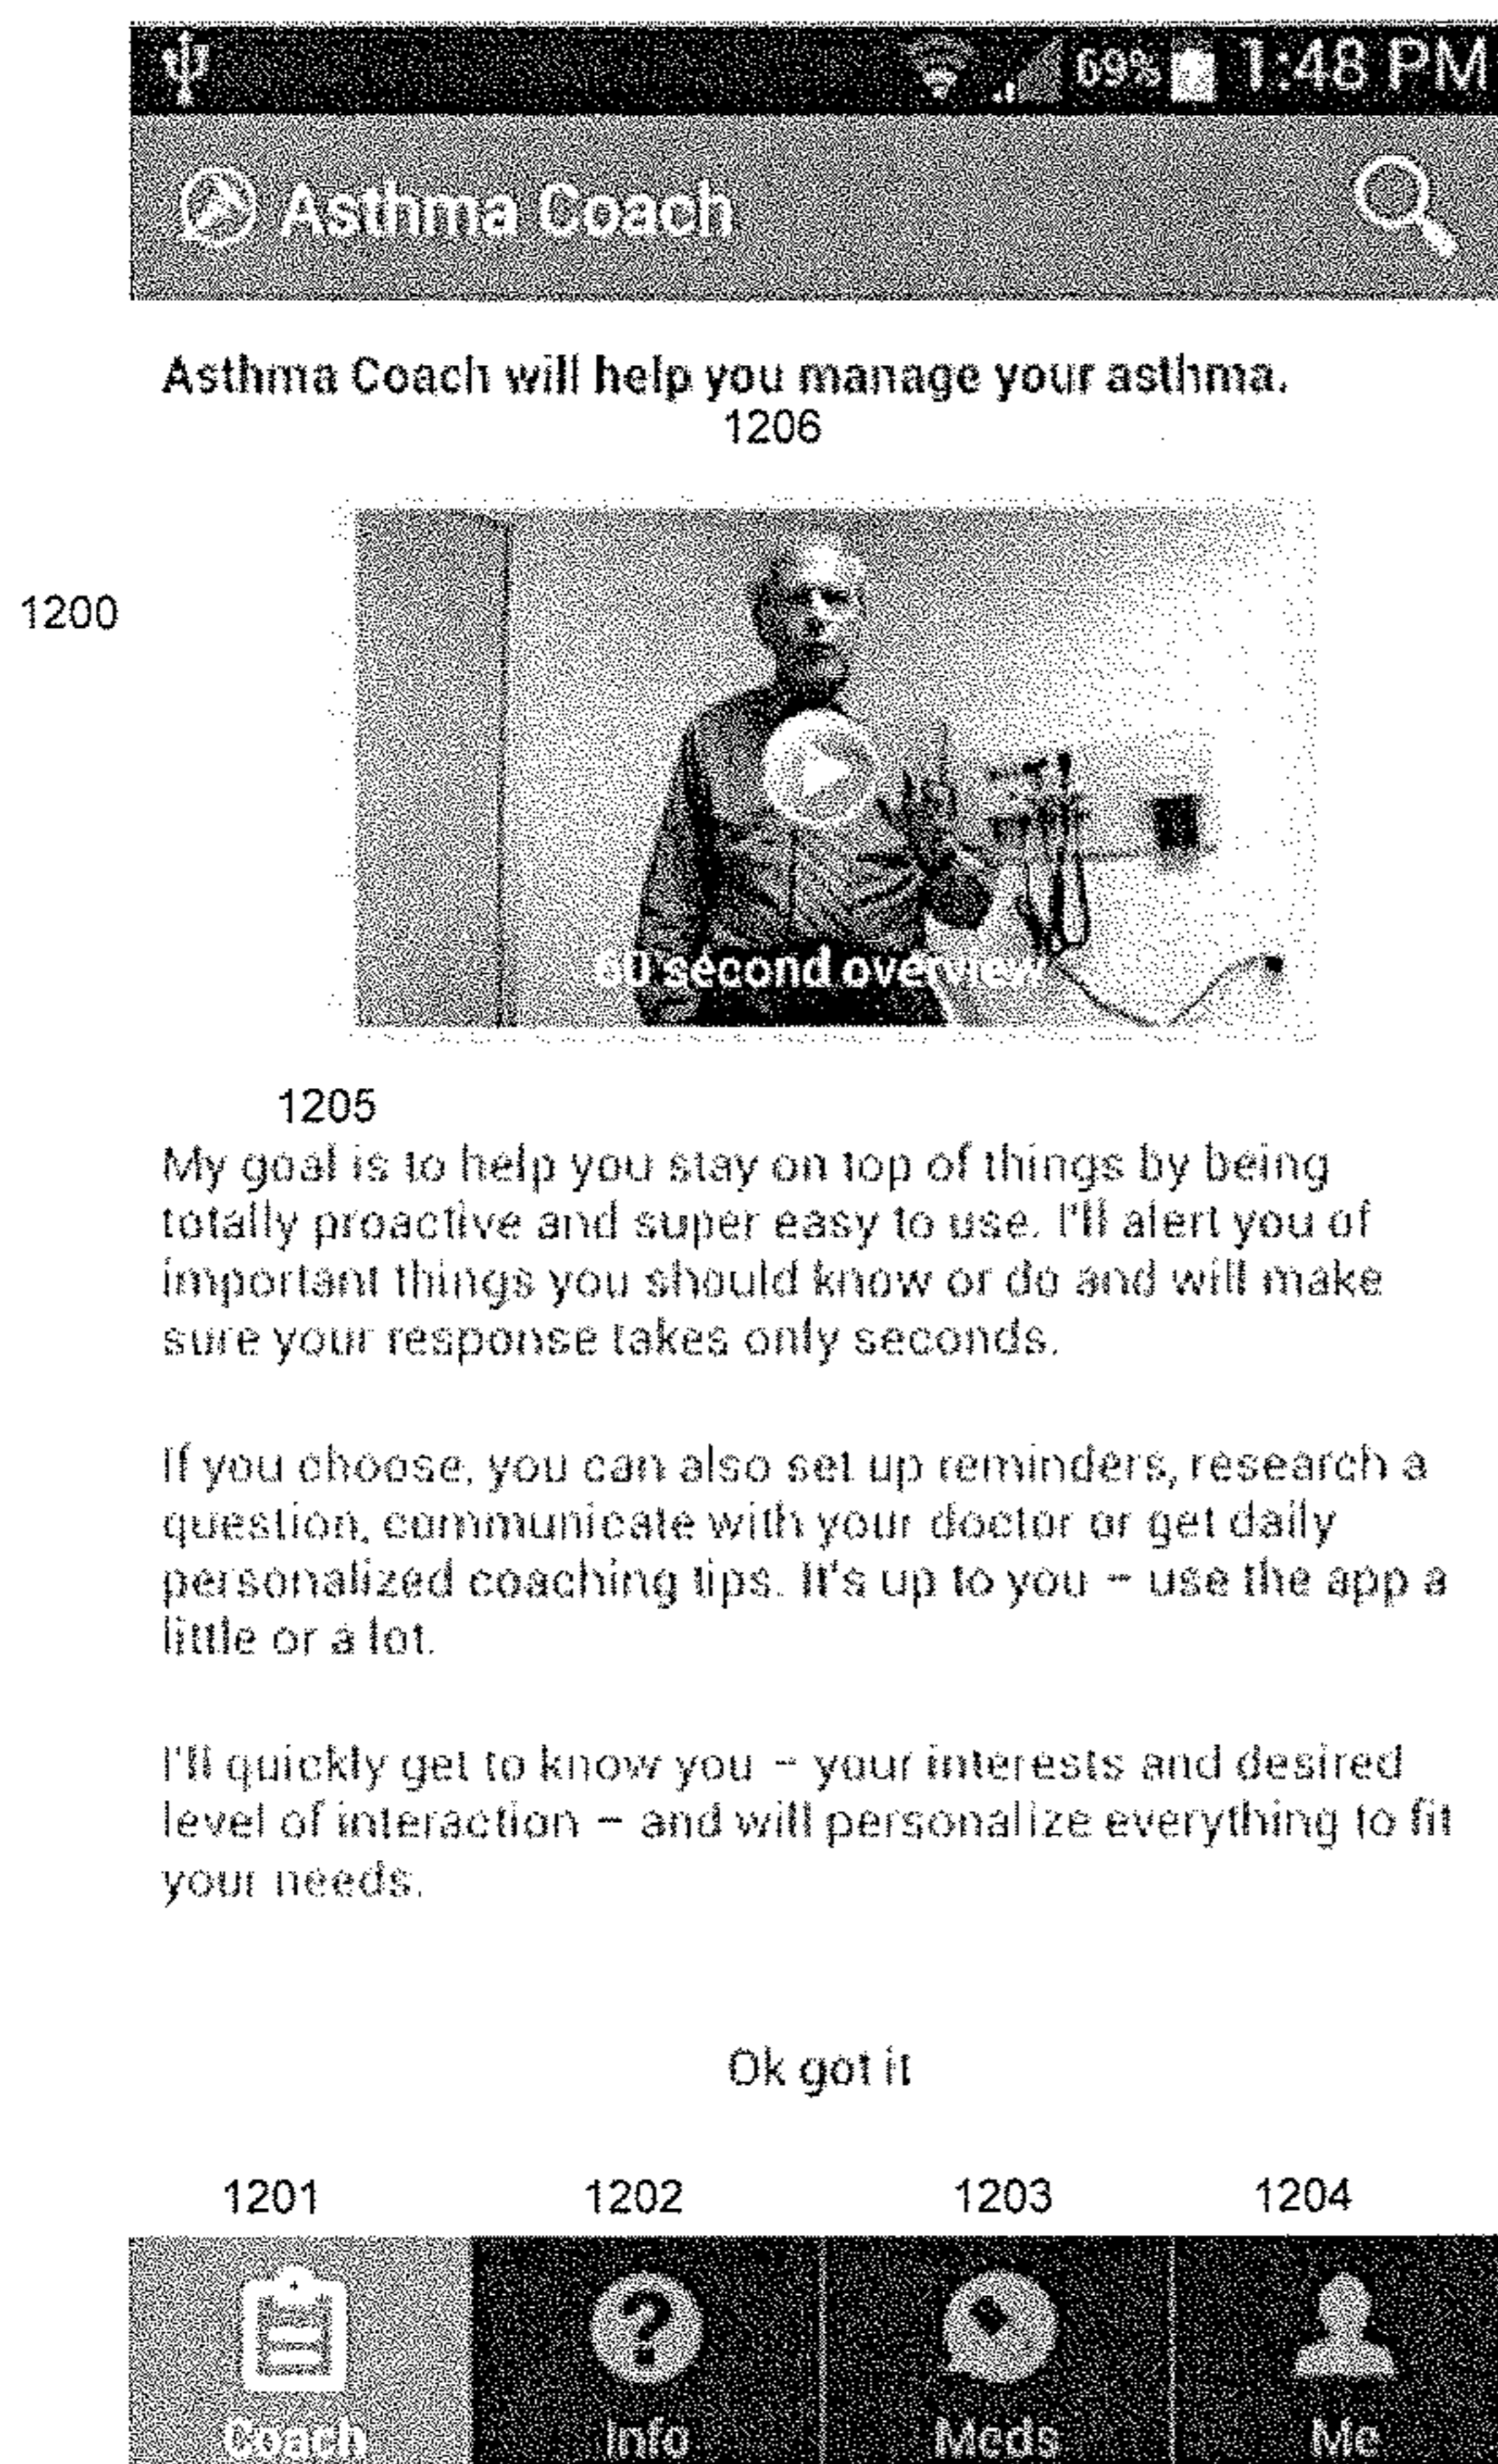 69% 1:48 PM
Asthma Coach
Asthma Coach will help you manage your asthma.
1206
1200
60 second overview
1205
My goal is to help you stay on top of things by being
totally proactive and super easy to use. I'll alert you of
important things you should know or do and will make
sure your response takes only seconds.
If you choose, you can also set up reminders, research a
question, communicate with your doctor or get daily
personalized coaching tips. It's up to you – use the app a
little or a lot.
I'll quickly get to know you – your interests and desired
level of interaction – and will personalize everything to fit
your needs.
Ok got it
1201 1202 1203 1204
Coach Info Meds Me